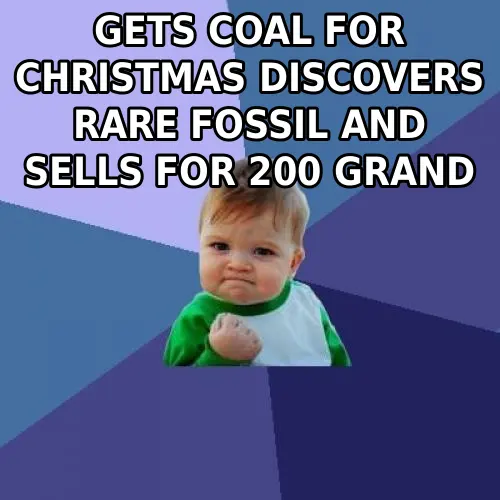 GETS COAL FOR
CHRISTMAS DISCOVERS
RARE FOSSIL AND
SELLS FOR 200 GRAND